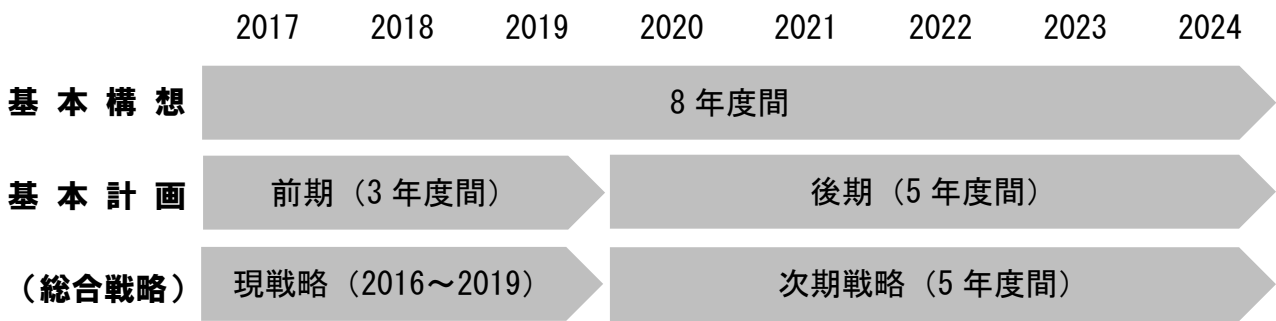 2017 2018 2019 2020 2021 2022 2023 2024
基本構想 8年度間
基本計画 前期（3年度間） 後期（5年度間）
（総合戦略） 現戦略（2016～2019） 次期戦略（5年度間）